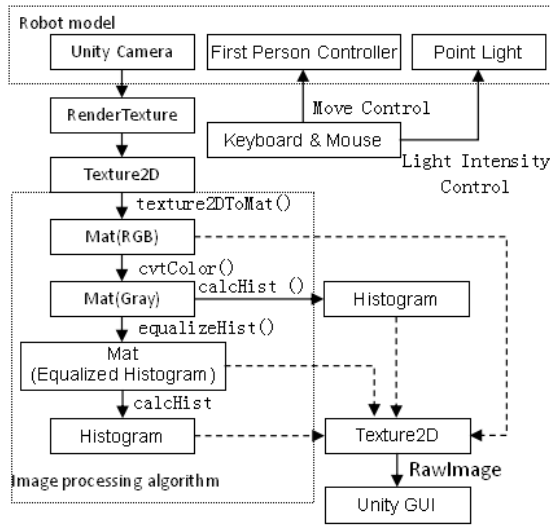 Robot model
Unity Camera
First Person Controller
Point Light
Move Control
RenderTexture
Keyboard & Mouse
Light Intensity
Control
Texture2D
texture2DToMat()
Mat(RGB)
cvtColor()
calcHist ()
Mat(Gray)
Histogram
equalizeHist()
Mat
(Equalized Histogram)
calcHist
Histogram
Texture2D
RawImage
Image processing algorithm
Unity GUI